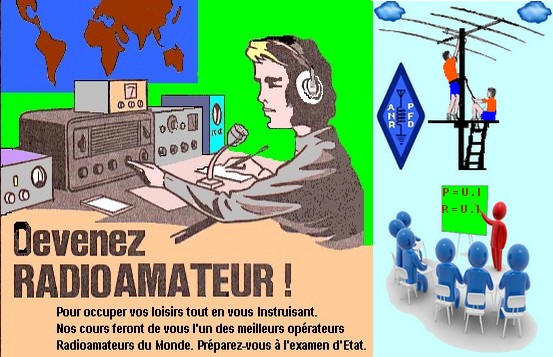 Devenez
RADIOAMATEUR !
Pour occuper vos loisirs tout en vous Instruisant.
Nos cours feront de vous l'un des meilleurs opérateurs
Radioamateurs du Monde. Préparez-vous à l'examen d'Etat.
ANR PFD
P = U . I
R = U . I